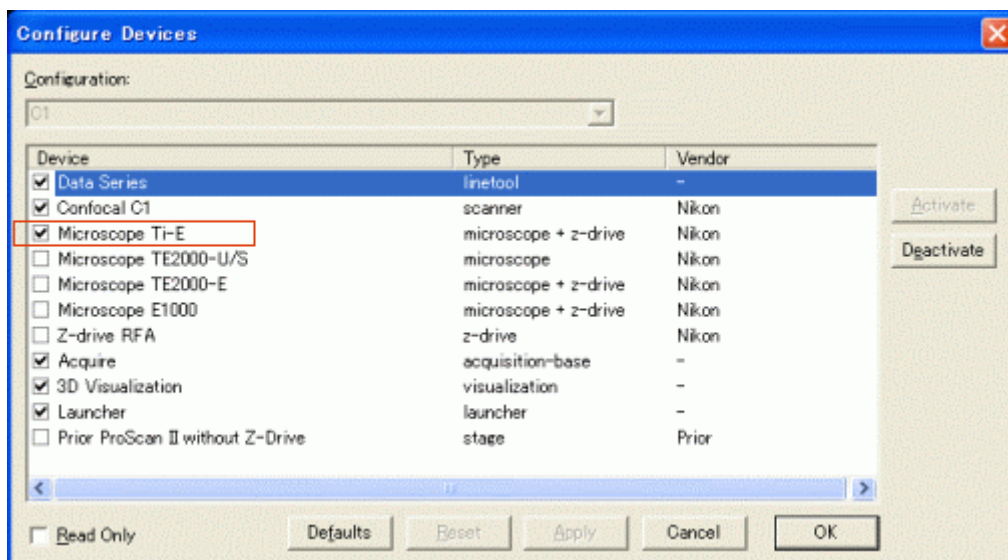 Configure Devices
Configuration:
C1
Device Type Vendor
Data Series linetool -
Confocal C1 scanner Nikon
Microscope Ti-E microscope + z-drive Nikon
Microscope TE2000-U/S microscope Nikon
Microscope TE2000-E microscope + z-drive Nikon
Microscope E1000 microscope + z-drive Nikon
Z-drive RFA z-drive Nikon
Acquire acquisition-base -
3D Visualization visualization -
Launcher launcher -
Prior ProScan II without Z-Drive stage Prior
Activate
Deactivate
Read Only Defaults Reset Apply Cancel OK